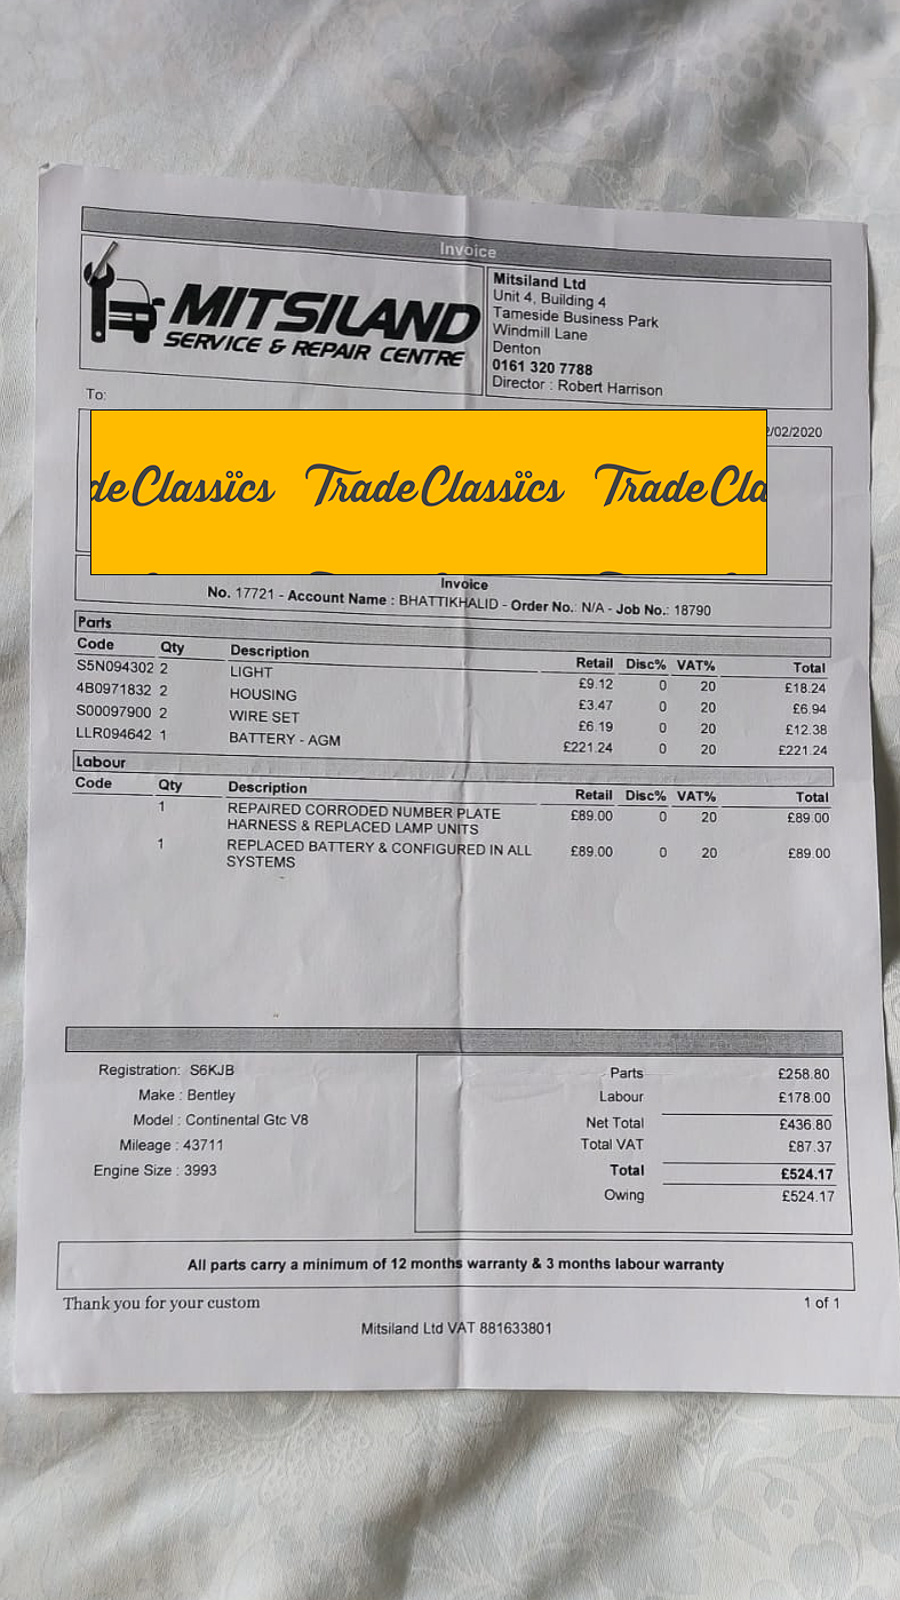 Invoice
MITSILAND
SERVICE & REPAIR CENTRE
Mitsiland Ltd
Unit 4, Building 4
Tameside Business Park
Windmill Lane
Denton
0161 320 7788
Director : Robert Harrison
To:
/02/2020
deClassics TradeClassics TradeCla
Invoice
No. 17721 - Account Name : BHATTIKHALID - Order No.: N/A - Job No.: 18790
Parts
Code Qty Description Retail Disc% VAT% Total
S5N094302 2 LIGHT £9.12 0 20 £18.24
4B0971832 2 HOUSING £3.47 0 20 £6.94
S00097900 2 WIRE SET £6.19 0 20 £12.38
LLR094642 1 BATTERY - AGM £221.24 0 20 £221.24
Labour
Code Qty Description Retail Disc% VAT% Total
1 REPAIRED CORRODED NUMBER PLATE £89.00 0 20 £89.00
HARNESS & REPLACED LAMP UNITS
1 REPLACED BATTERY & CONFIGURED IN ALL £89.00 0 20 £89.00
SYSTEMS
Registration: S6KJB
Make : Bentley
Model : Continental Gtc V8
Mileage : 43711
Engine Size : 3993
Parts £258.80
Labour £178.00
Net Total £436.80
Total VAT £87.37
Total £524.17
Owing £524.17
All parts carry a minimum of 12 months warranty & 3 months labour warranty
Thank you for your custom
1 of 1
Mitsiland Ltd VAT 881633801